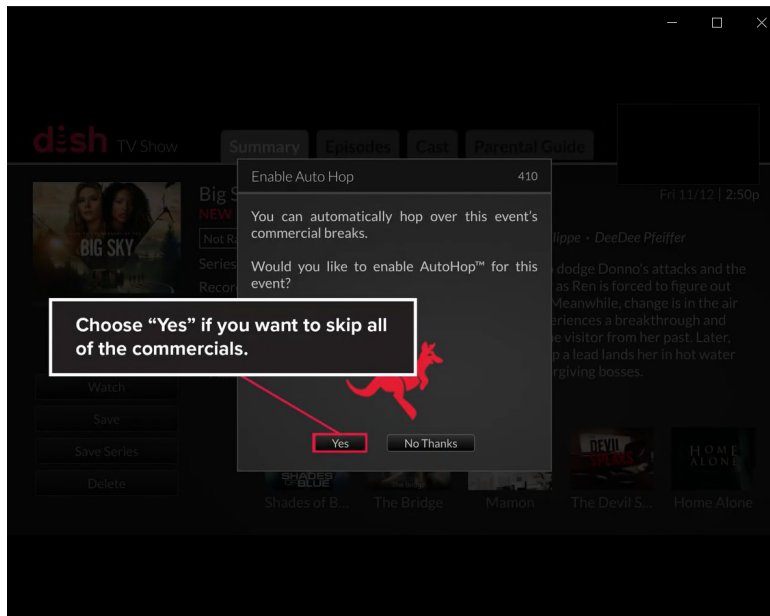 dish TV Show Summary Episodes Cast Parental Guide
Enable Auto Hop 410
Big S
Fri 11/12 | 2:50p
NEW
You can automatically hop over this event's
commercial breaks.
Not R
lippe • DeeDee Pfeiffer
BIG SKY
Series
Would you like to enable AutoHop™ for this
event?
dodge Donno's attacks and the
as Ren is forced to figure out
Recor
Meanwhile, change is in the air
eriences a breakthrough and
e visitor from her past. Later,
p a lead lands her in hot water
rgiving bosses.
Choose “Yes” if you want to skip all
of the commercials.
Watch
Save
Save Series
Delete
Yes No Thanks
SHADES
OF BLUE
DEVIL
SPEAKS
HOME
ALONE
Shades of B... The Bridge Mamon The Devil S... Home Alone